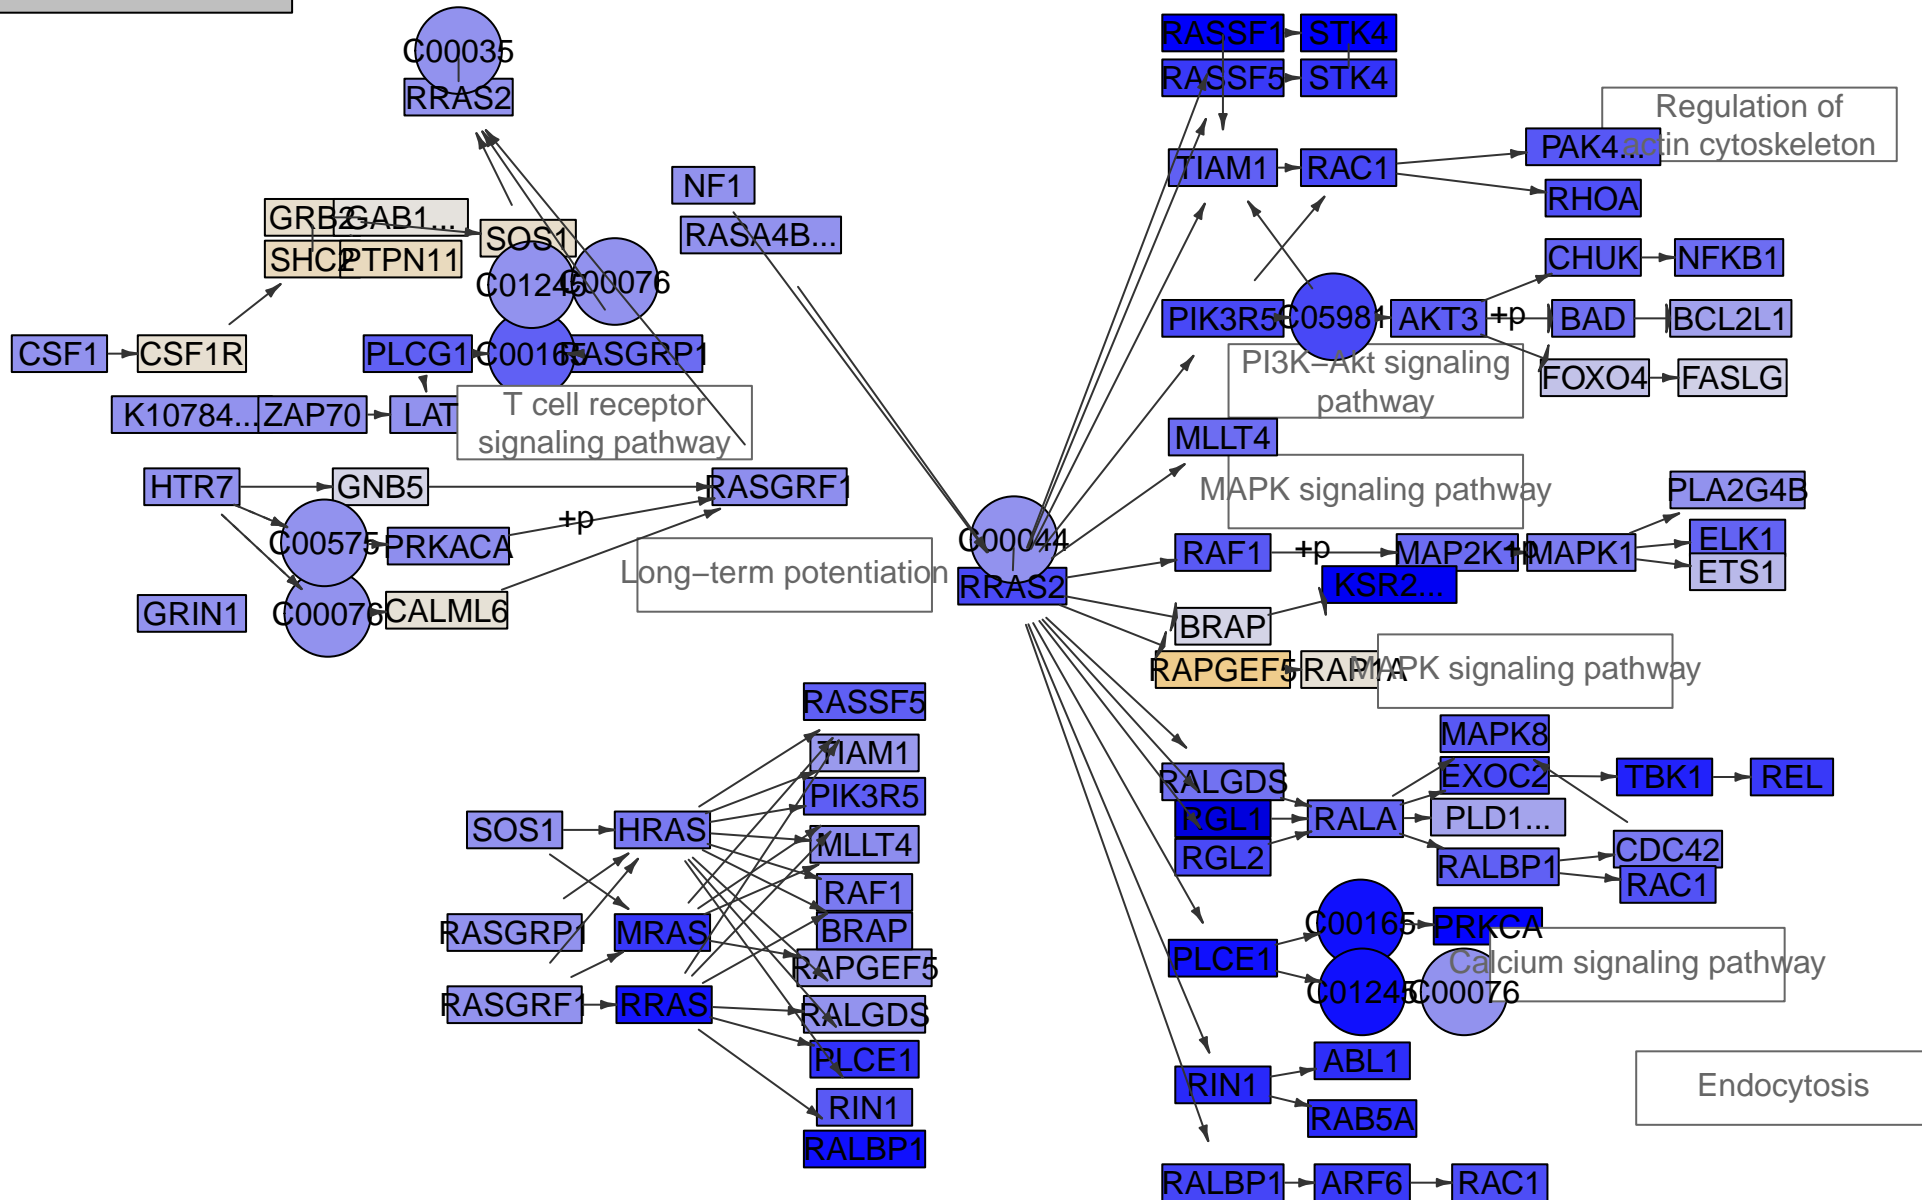 C00035
RRAS2
NF1
RASA4B...
GRB2
GAB1...
SHC2
PTPN11
SOS1
C01245
C00076
CSF1
CSF1R
PLCG1
C00165
RASGRP1
K10784...
ZAP70
LAT
T cell receptor
signaling pathway
HTR7
GNB5
RASGRF1
C00575
PRKACA
+p
GRIN1
C00076
CALML6
Long−term potentiation
C00044
RRAS2
RASSF1
STK4
RASSF5
STK4
Regulation of
actin cytoskeleton
PAK4...
TIAM1
RAC1
RHOA
CHUK
NFKB1
PIK3R5
C05981
AKT3
+p
BAD
BCL2L1
PI3K−Akt signaling
pathway
FOXO4
FASLG
MLLT4
MAPK signaling pathway
PLA2G4B
RAF1
+p
MAP2K1
+p
MAPK1
ELK1
ETS1
KSR2...
BRAP
RAPGEF5
RAP1A
MAPK signaling pathway
MAPK8
RALGDS
EXOC2
TBK1
REL
RGL1
RALA
PLD1...
RGL2
RALBP1
CDC42
RAC1
C00165
PRKCA
PLCE1
Calcium signaling pathway
C01245
C00076
RIN1
ABL1
RAB5A
Endocytosis
RALBP1
ARF6
RAC1
RASSF5
TIAM1
PIK3R5
SOS1
HRAS
MLLT4
RAF1
RASGRP1
MRAS
BRAP
RAPGEF5
RASGRF1
RRAS
RALGDS
PLCE1
RIN1
RALBP1